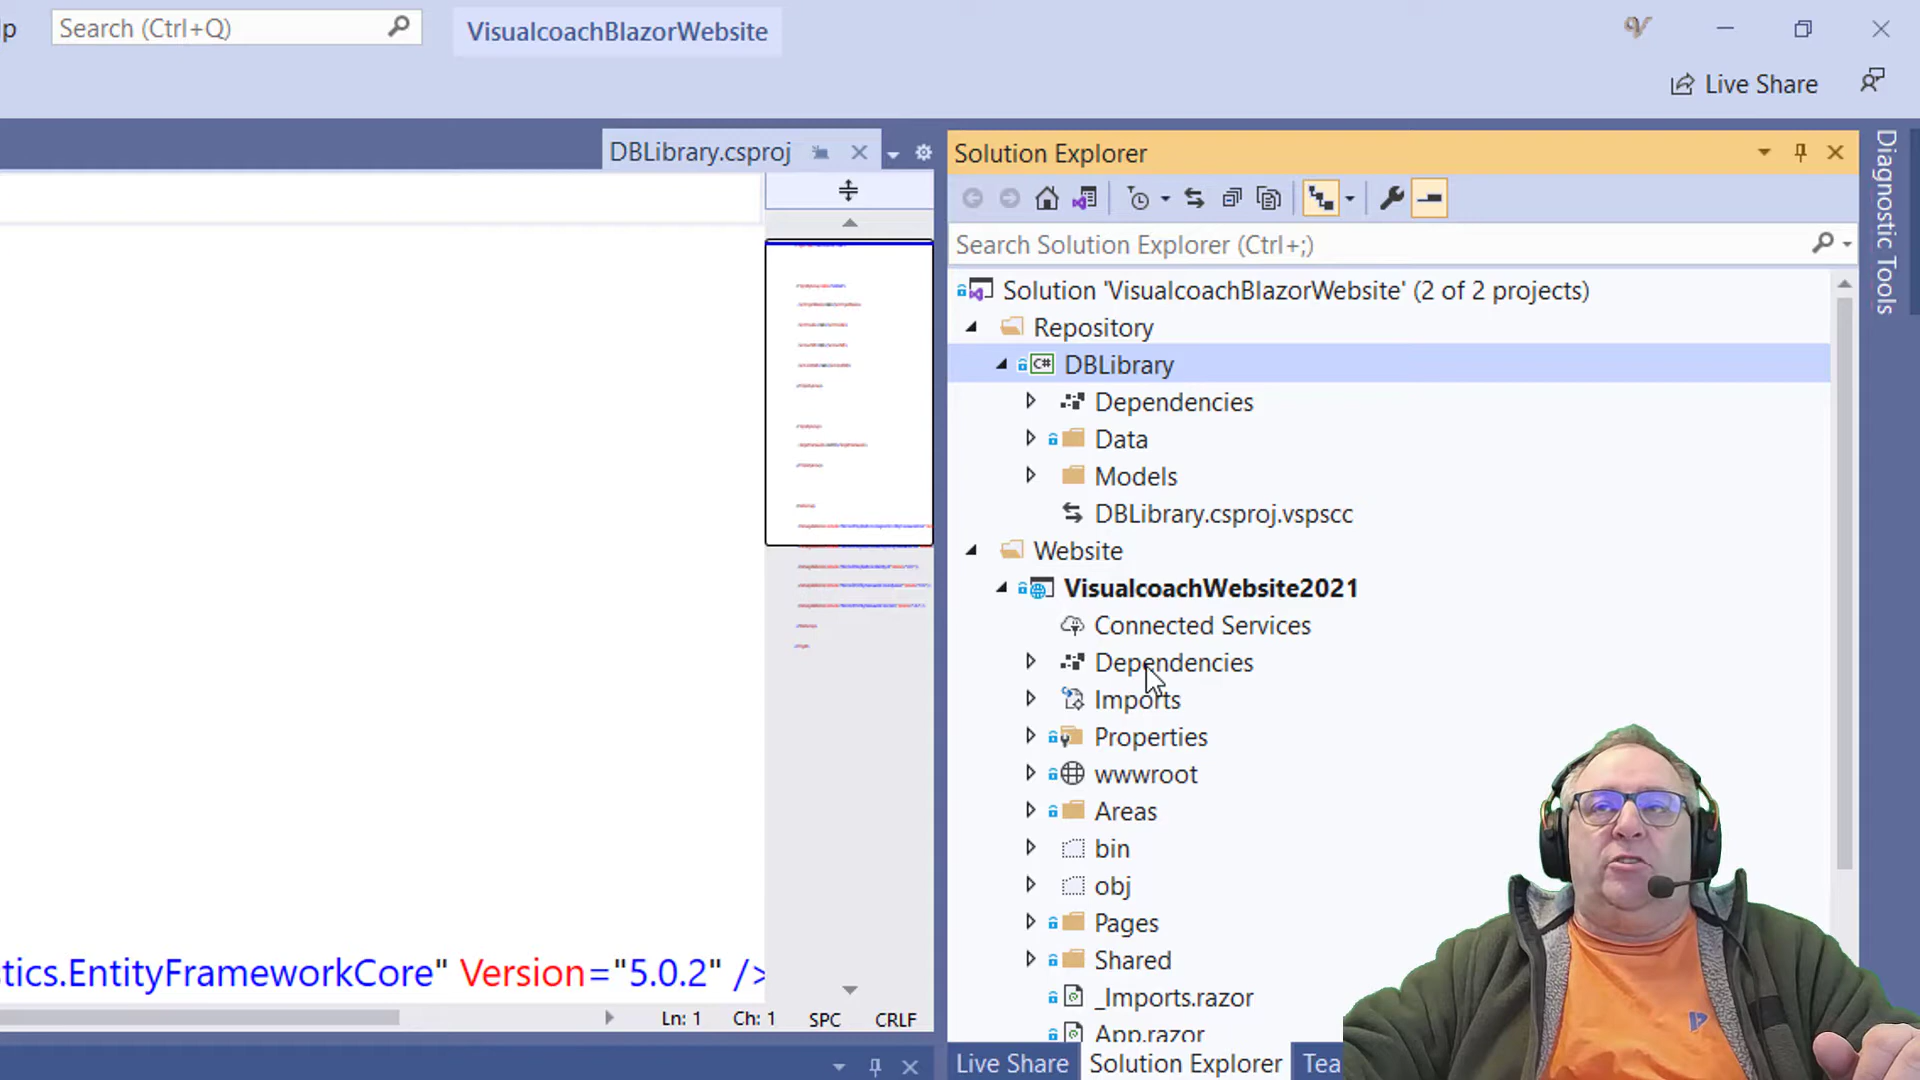 p
Search (Ctrl+Q)
VisualcoachBlazorWebsite
Live Share
DBLibrary.csproj
Solution Explorer
Diagnostic Tools
Search Solution Explorer (Ctrl+;)
Solution 'VisualcoachBlazorWebsite' (2 of 2 projects)
Repository
C# DBLibrary
Dependencies
Data
Models
DBLibrary.csproj.vspscc
Website
VisualcoachWebsite2021
Connected Services
Dependencies
Imports
Properties
wwwroot
Areas
bin
obj
Pages
Shared
_Imports.razor
App.razor
stics.EntityFrameworkCore" Version="5.0.2" />
Ln: 1 Ch: 1 SPC CRLF
Live Share Solution Explorer Tea